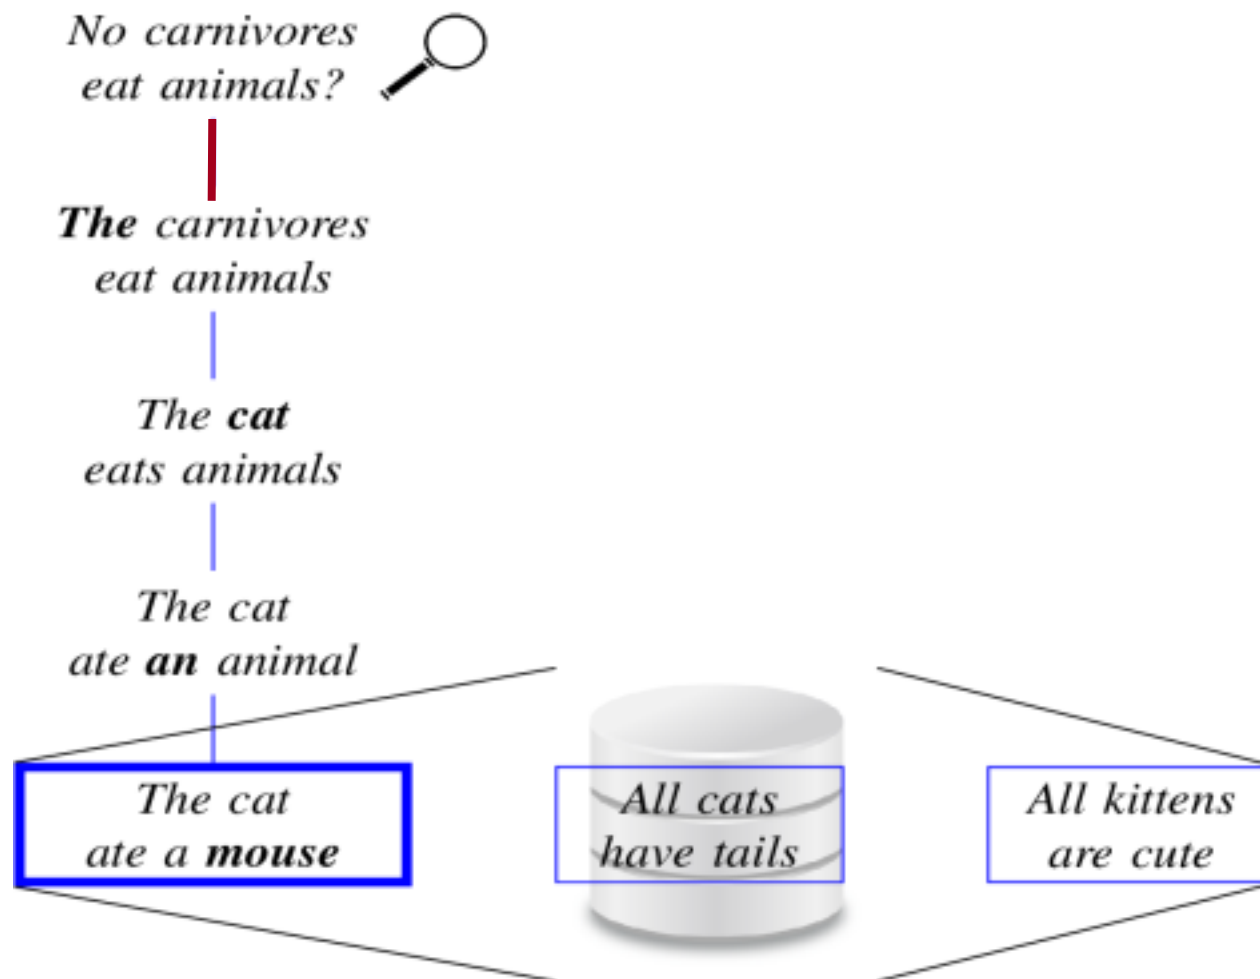 No carnivores
eat animals?
The carnivores
eat animals
The cat
eats animals
The cat
ate an animal
The cat
ate a mouse
All cats
have tails
All kittens
are cute